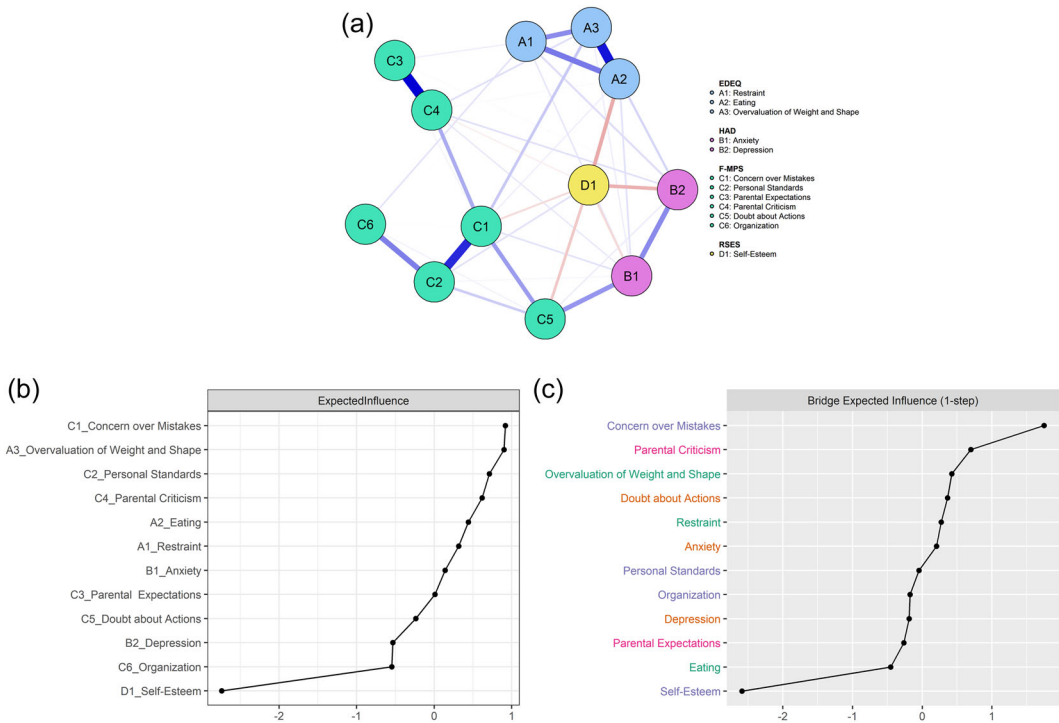 (a)
A3
A1
A2
C3
C4
D1
B2
C6
C1
C2
B1
C5
EDEQ
A1: Restraint
A2: Eating
A3: Overvaluation of Weight and Shape
HAD
B1: Anxiety
B2: Depression
F-MPS
C1: Concern over Mistakes
C2: Personal Standards
C3: Parental Expectations
C4: Parental Criticism
C5: Doubt about Actions
C6: Organization
RSES
D1: Self-Esteem
(b)
ExpectedInfluence
C1_Concern over Mistakes
A3_Overvaluation of Weight and Shape
C2_Personal Standards
C4_Parental Criticism
A2_Eating
A1_Restraint
B1_Anxiety
C3_Parental Expectations
C5_Doubt about Actions
B2_Depression
C6_Organization
D1_Self-Esteem
-2 -1 0 1
(c)
Bridge Expected Influence (1-step)
Concern over Mistakes
Parental Criticism
Overvaluation of Weight and Shape
Doubt about Actions
Restraint
Anxiety
Personal Standards
Organization
Depression
Parental Expectations
Eating
Self-Esteem
-2 -1 0 1